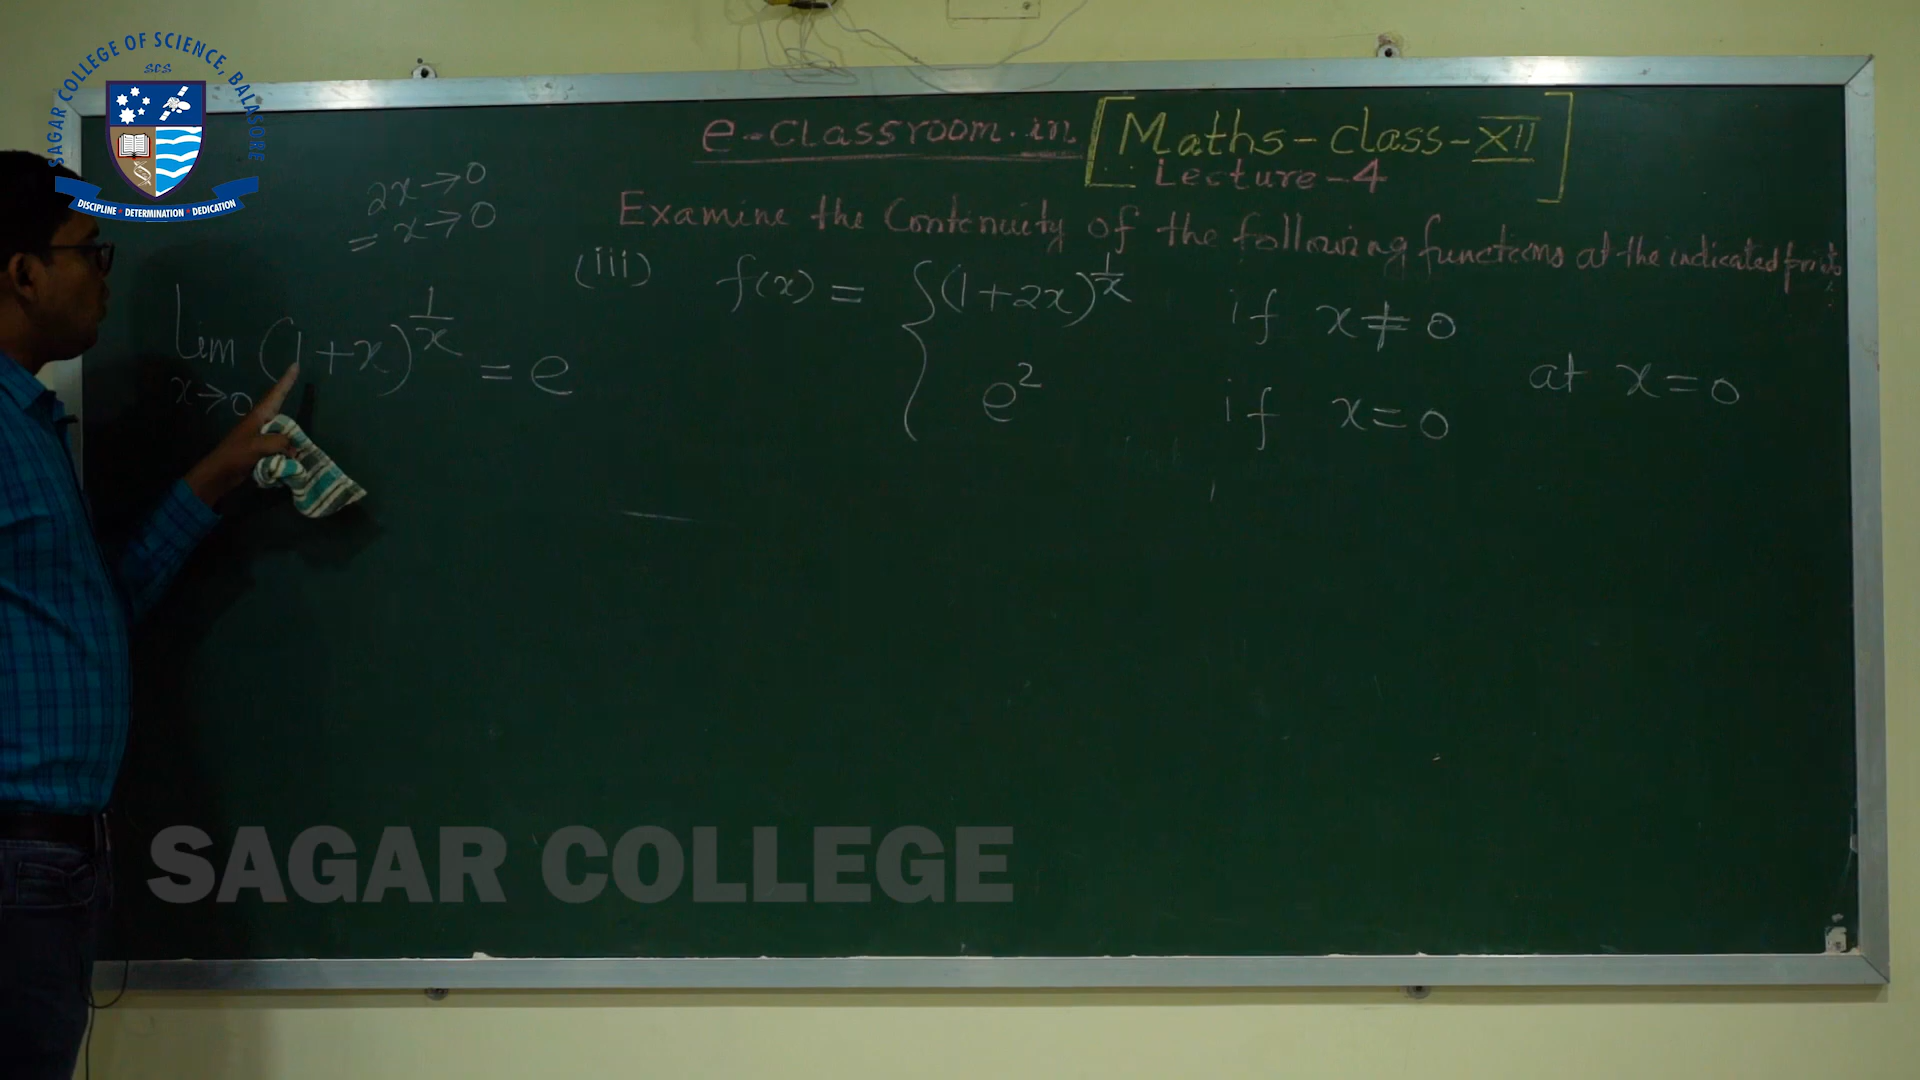 SAGAR COLLEGE OF SCIENCE, BALASORE
SCS
DISCIPLINE • DETERMINATION • DEDICATION
e-classroom.in [Maths-class-XII
Lecture-4]
Examine the Contenuity of the following functions at the indicated points
2x→0
= x→0
lim (1+x)^{1/x} = e
x→0
(iii) f(x) = { (1+2x)^{1/x} if x≠0
e² if x=0
at x=0
SAGAR COLLEGE